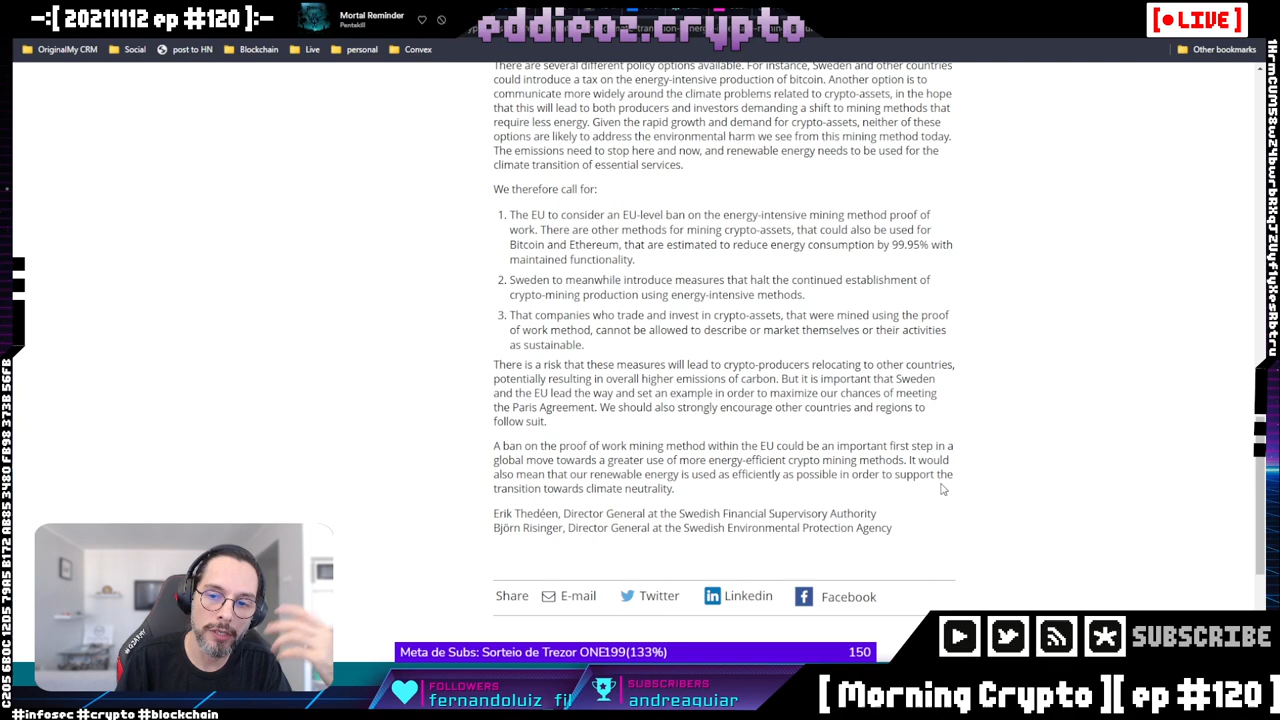 -:[ 20211112 ep #120 ]:-
Mortal Reminder
Pentakill
eddieoz.crypto
[ • LIVE ]
OriginalMy CRM
Social
post to HN
Blockchain
Live
personal
Convex
Other bookmarks
There are several different policy options available. For instance, Sweden and other countries
could introduce a tax on the energy-intensive production of bitcoin. Another option is to
communicate more widely around the climate problems related to crypto-assets, in the hope
that this will lead to both producers and investors demanding a shift to mining methods that
require less energy. Given the rapid growth and demand for crypto-assets, neither of these
options are likely to address the environmental harm we see from this mining method today.
The emissions need to stop here and now, and renewable energy needs to be used for the
climate transition of essential services.
We therefore call for:
1. The EU to consider an EU-level ban on the energy-intensive mining method proof of
work. There are other methods for mining crypto-assets, that could also be used for
Bitcoin and Ethereum, that are estimated to reduce energy consumption by 99.95% with
maintained functionality.
2. Sweden to meanwhile introduce measures that halt the continued establishment of
crypto-mining production using energy-intensive methods.
3. That companies who trade and invest in crypto-assets, that were mined using the proof
of work method, cannot be allowed to describe or market themselves or their activities
as sustainable.
There is a risk that these measures will lead to crypto-producers relocating to other countries,
potentially resulting in overall higher emissions of carbon. But it is important that Sweden
and the EU lead the way and set an example in order to maximize our chances of meeting
the Paris Agreement. We should also strongly encourage other countries and regions to
follow suit.
A ban on the proof of work mining method within the EU could be an important first step in a
global move towards a greater use of more energy-efficient crypto mining methods. It would
also mean that our renewable energy is used as efficiently as possible in order to support the
transition towards climate neutrality.
Erik Thedéen, Director General at the Swedish Financial Supervisory Authority
Björn Risinger, Director General at the Swedish Environmental Protection Agency
Share E-mail Twitter Linkedin Facebook
Meta de Subs: Sorteio de Trezor ONE199(133%) 150
SUBSCRIBE
FOLLOWERS
fernandoluiz_fil
SUBSCRIBERS
andreaquiar
[ Morning Crypto ][ ep #120 ]
#infosec #crypto #blockchain